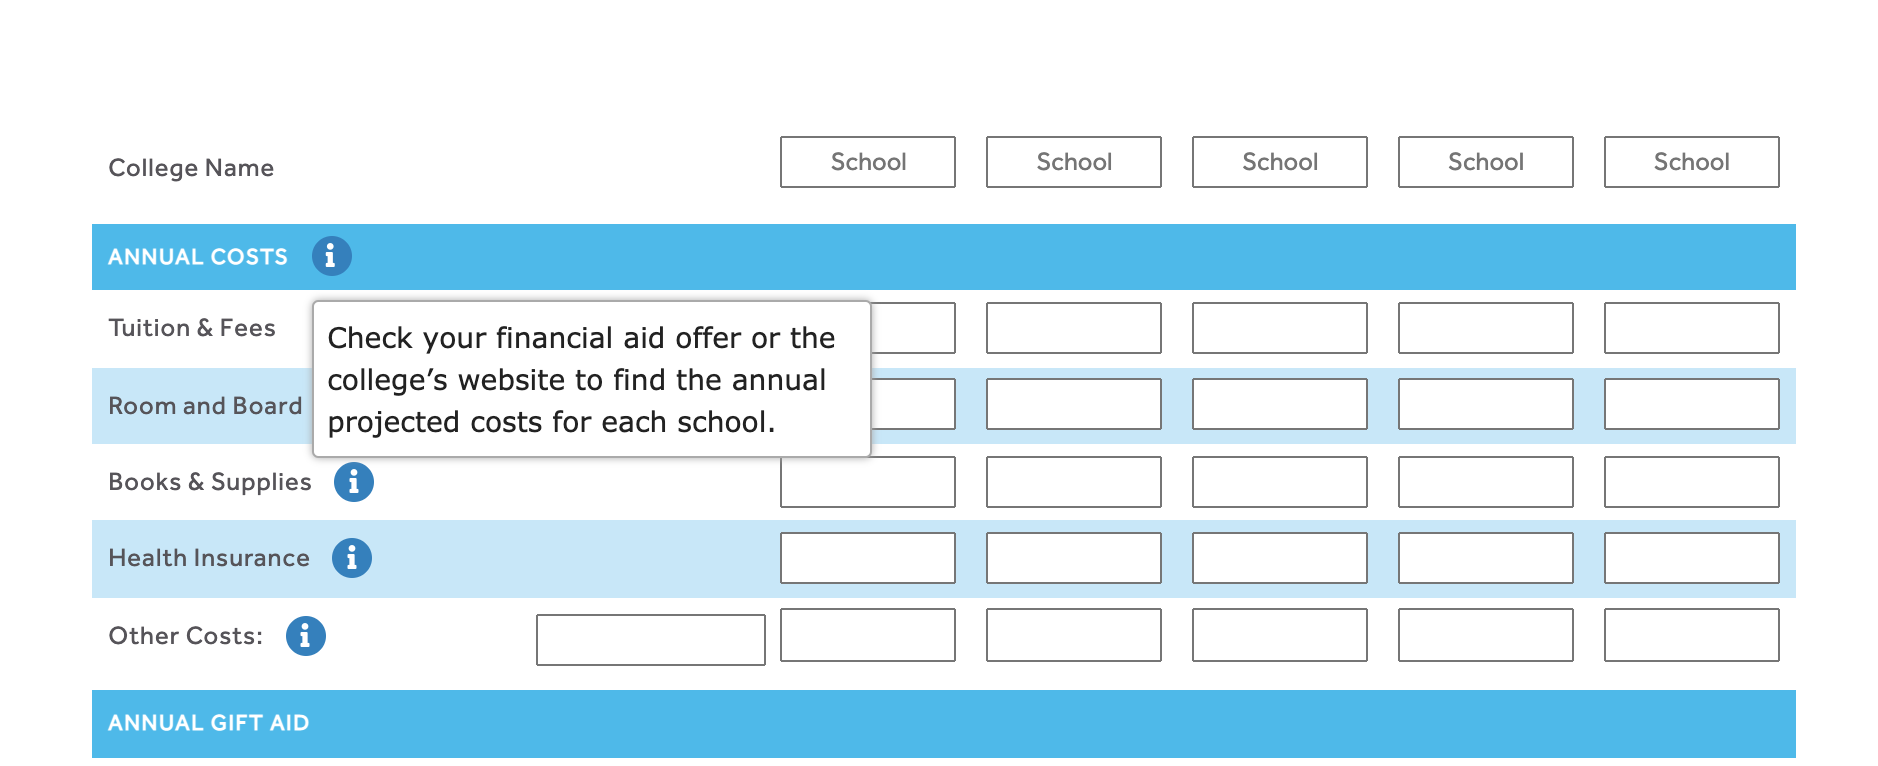 College Name
School School School School School
ANNUAL COSTS
Tuition & Fees
Check your financial aid offer or the
college’s website to find the annual
projected costs for each school.
Room and Board
Books & Supplies
Health Insurance
Other Costs:
ANNUAL GIFT AID